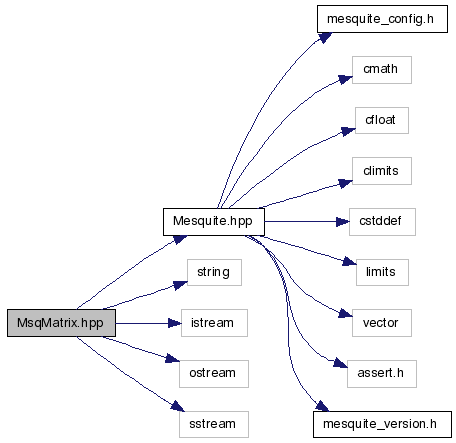 mesquite_config.h
cmath
cfloat
climits
Mesquite.hpp
cstddef
string
limits
MsqMatrix.hpp
istream
vector
ostream
assert.h
sstream
mesquite_version.h